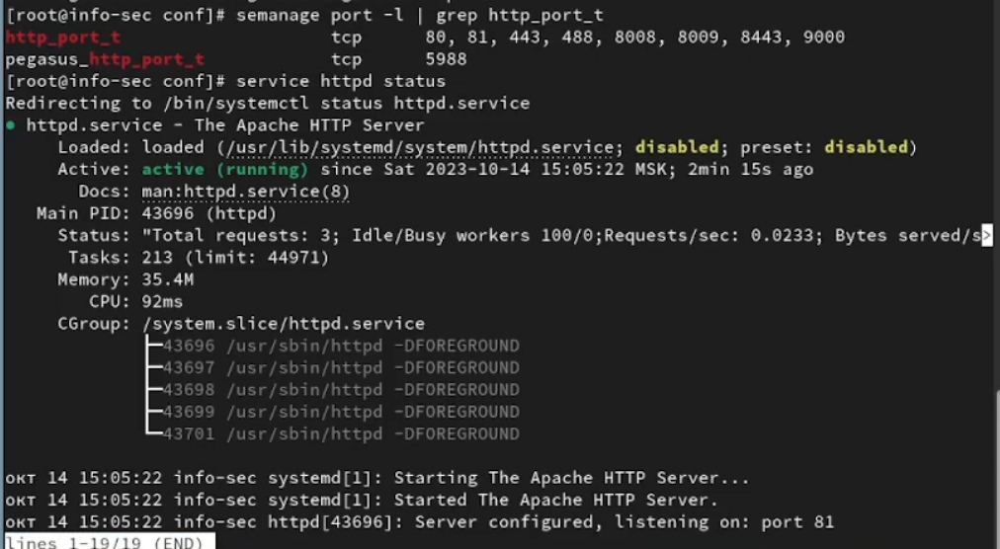 [root@info-sec conf]# semanage port -l | grep http_port_t
http_port_t                    tcp      80, 81, 443, 488, 8008, 8009, 8443, 9000
pegasus_http_port_t            tcp      5988
[root@info-sec conf]# service httpd status
Redirecting to /bin/systemctl status httpd.service
● httpd.service - The Apache HTTP Server
     Loaded: loaded (/usr/lib/systemd/system/httpd.service; disabled; preset: disabled)
     Active: active (running) since Sat 2023-10-14 15:05:22 MSK; 2min 15s ago
       Docs: man:httpd.service(8)
   Main PID: 43696 (httpd)
     Status: "Total requests: 3; Idle/Busy workers 100/0;Requests/sec: 0.0233; Bytes served/s>
      Tasks: 213 (limit: 44971)
     Memory: 35.4M
        CPU: 92ms
     CGroup: /system.slice/httpd.service
             ├─43696 /usr/sbin/httpd -DFOREGROUND
             ├─43697 /usr/sbin/httpd -DFOREGROUND
             ├─43698 /usr/sbin/httpd -DFOREGROUND
             ├─43699 /usr/sbin/httpd -DFOREGROUND
             └─43701 /usr/sbin/httpd -DFOREGROUND
окт 14 15:05:22 info-sec systemd[1]: Starting The Apache HTTP Server...
окт 14 15:05:22 info-sec systemd[1]: Started The Apache HTTP Server.
окт 14 15:05:22 info-sec httpd[43696]: Server configured, listening on: port 81
lines 1-19/19 (END)